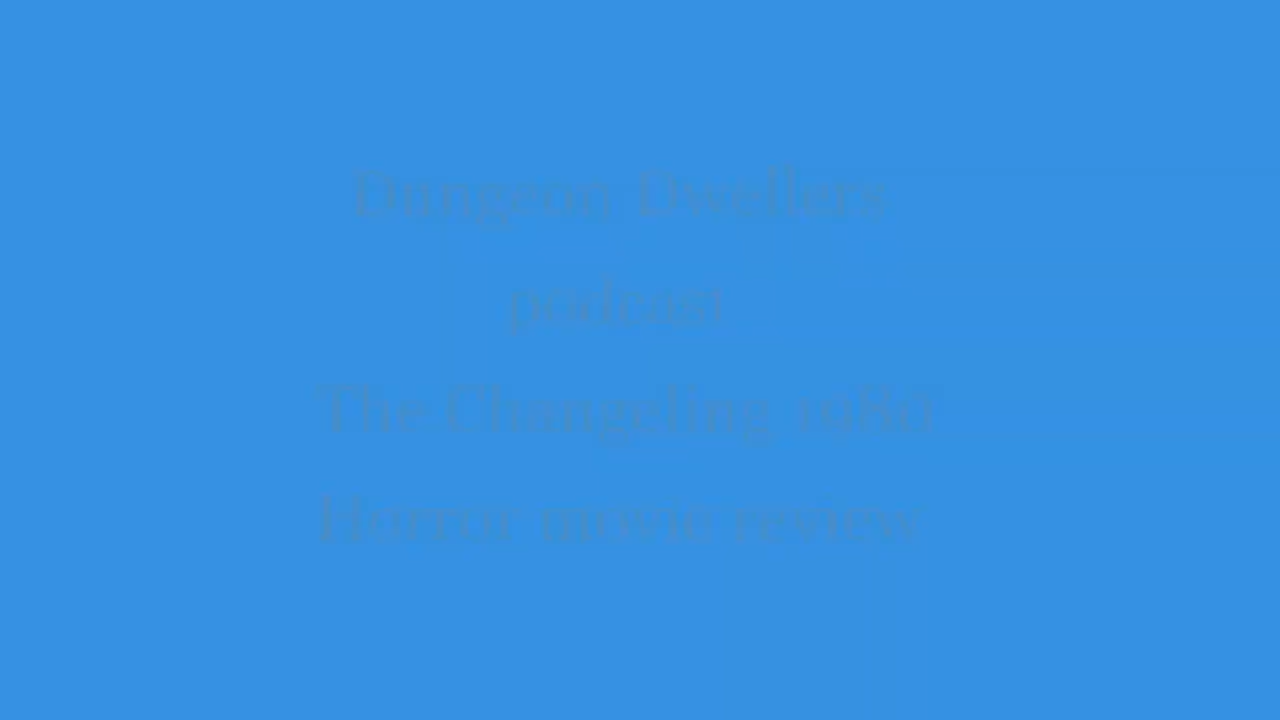 Dungeon Dwellers
podcast
The Changeling 1980
Horror movie review